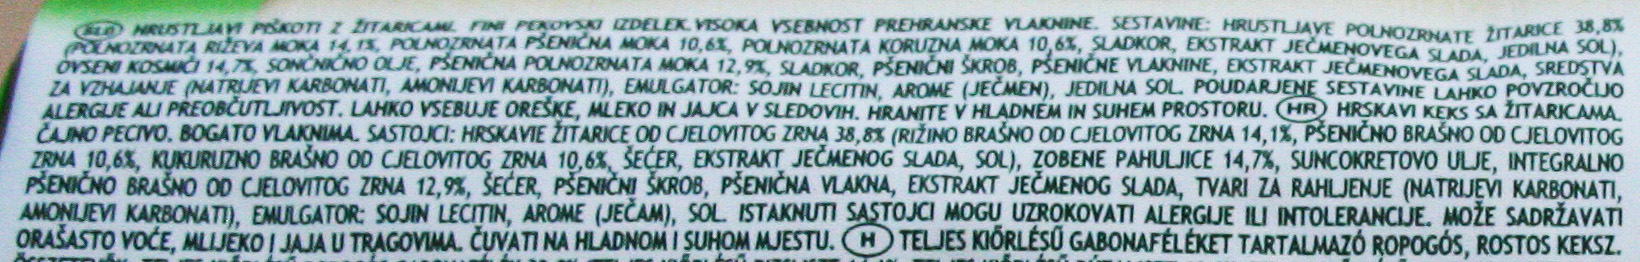 SLO HRUSTLJAVI PIŠKOTI Z ŽITARICAMI. FINI PEKOVSKI IZDELEK. VISOKA VSEBNOST PREHRANSKE VLAKNINE. SESTAVINE: HRUSTLJAVE POLNOZRNATE ŽITARICE 38,8%
(POLNOZRNATA RIŽEVA MOKA 14,1%, POLNOZRNATA PŠENIČNA MOKA 10,6%, POLNOZRNATA KORUZNA MOKA 10,6%, SLADKOR, EKSTRAKT JEČMENOVEGA SLADA, JEDILNA SOL),
OVSENI KOSMAČI 14,7%, SONČNIČNO OLJE, PŠENIČNA POLNOZRNATA MOKA 12,9%, SLADKOR, PŠENIČNI ŠKROB, PŠENIČNE VLAKNINE, EKSTRAKT JEČMENOVEGA SLADA, SREDSTVA
ZA VZHAJANJE (NATRIJEVI KARBONATI, AMONIJEVI KARBONATI), EMULGATOR: SOJIN LECITIN, AROME (JEČMEN), JEDILNA SOL. POUDARJENE SESTAVINE LAHKO POVZROČIJO
ALERGIJE ALI PREOBČUTLJIVOST. LAHKO VSEBUJE OREŠKE, MLEKO IN JAJCA V SLEDOVIH. HRANITE V HLADNEM IN SUHEM PROSTORU. HR HRSKAVI KEKS SA ŽITARICAMA.
ČAJNO PECIVO. BOGATO VLAKNIMA. SASTOJCI: HRSKAVIE ŽITARICE OD CJELOVITOG ZRNA 38,8% (RIŽINO BRAŠNO OD CJELOVITOG ZRNA 14,1%, PŠENIČNO BRAŠNO OD CJELOVITOG
ZRNA 10,6%, KUKURUZNO BRAŠNO OD CJELOVITOG ZRNA 10,6%, ŠEĆER, EKSTRAKT JEČMENOG SLADA, SOL), ZOBENE PAHULJICE 14,7%, SUNCOKRETOVO ULJE, INTEGRALNO
PŠENIČNO BRAŠNO OD CJELOVITOG ZRNA 12,9%, ŠEĆER, PŠENIČNI ŠKROB, PŠENIČNA VLAKNA, EKSTRAKT JEČMENOG SLADA, TVARI ZA RAHLJENJE (NATRIJEVI KARBONATI,
AMONIJEVI KARBONATI), EMULGATOR: SOJIN LECITIN, AROME (JEČAM), SOL. ISTAKNUTI SASTOJCI MOGU UZROKOVATI ALERGIJE ILI INTOLERANCIJE. MOŽE SADRŽAVATI
ORAŠASTO VOĆE, MLIJEKO I JAJA U TRAGOVIMA. ČUVATI NA HLADNOM I SUHOM MJESTU. H TELJES KIŐRLÉSŰ GABONAFÉLÉKET TARTALMAZÓ ROPOGÓS, ROSTOS KEKSZ.